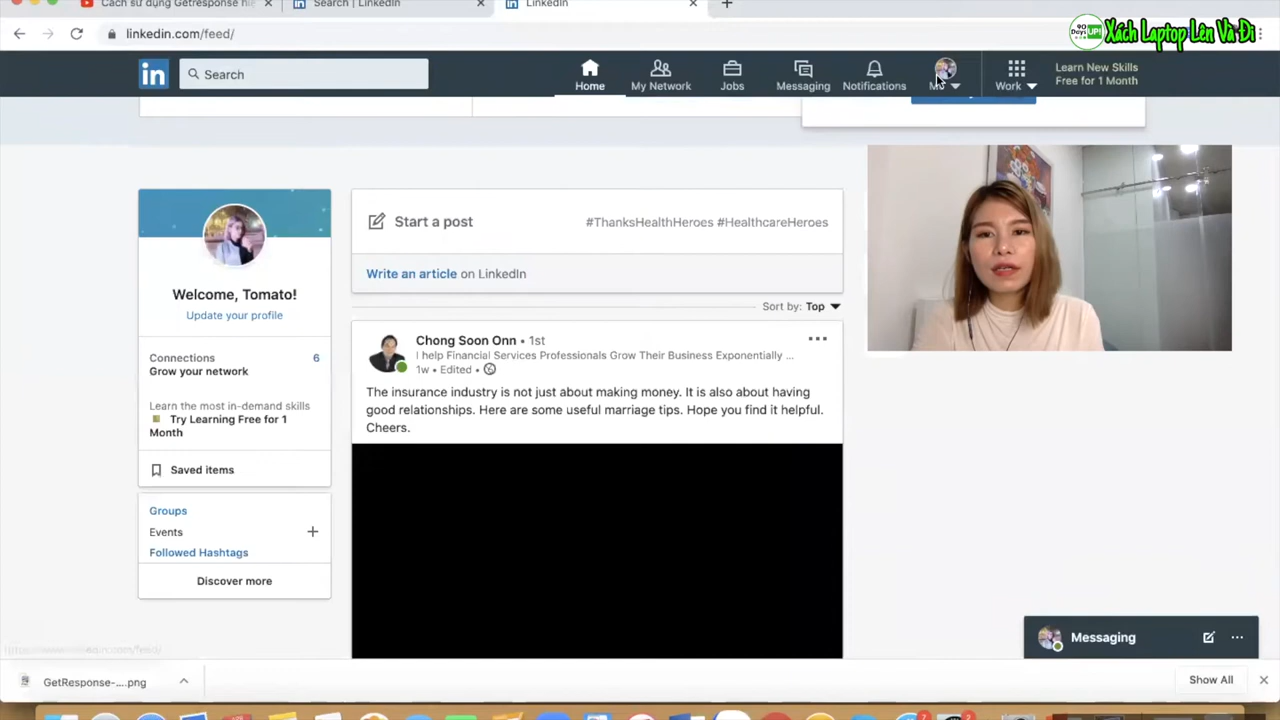 Cách sử dụng Getresponse hiệ
Search | LinkedIn
LinkedIn
linkedin.com/feed/
90 Days UP!
Xách Laptop Lên Và Đi
in
Search
Home
My Network
Jobs
Messaging
Notifications
Work
Learn New Skills
Free for 1 Month
Start a post
#ThanksHealthHeroes #HealthcareHeroes
Write an article on LinkedIn
Sort by: Top
Welcome, Tomato!
Update your profile
Connections 6
Grow your network
Learn the most in-demand skills
Try Learning Free for 1
Month
Saved items
Groups
Events
Followed Hashtags
Discover more
Chong Soon Onn • 1st
I help Financial Services Professionals Grow Their Business Exponentially ...
1w • Edited •
The insurance industry is not just about making money. It is also about having
good relationships. Here are some useful marriage tips. Hope you find it helpful.
Cheers.
Messaging
GetResponse-....png
Show All